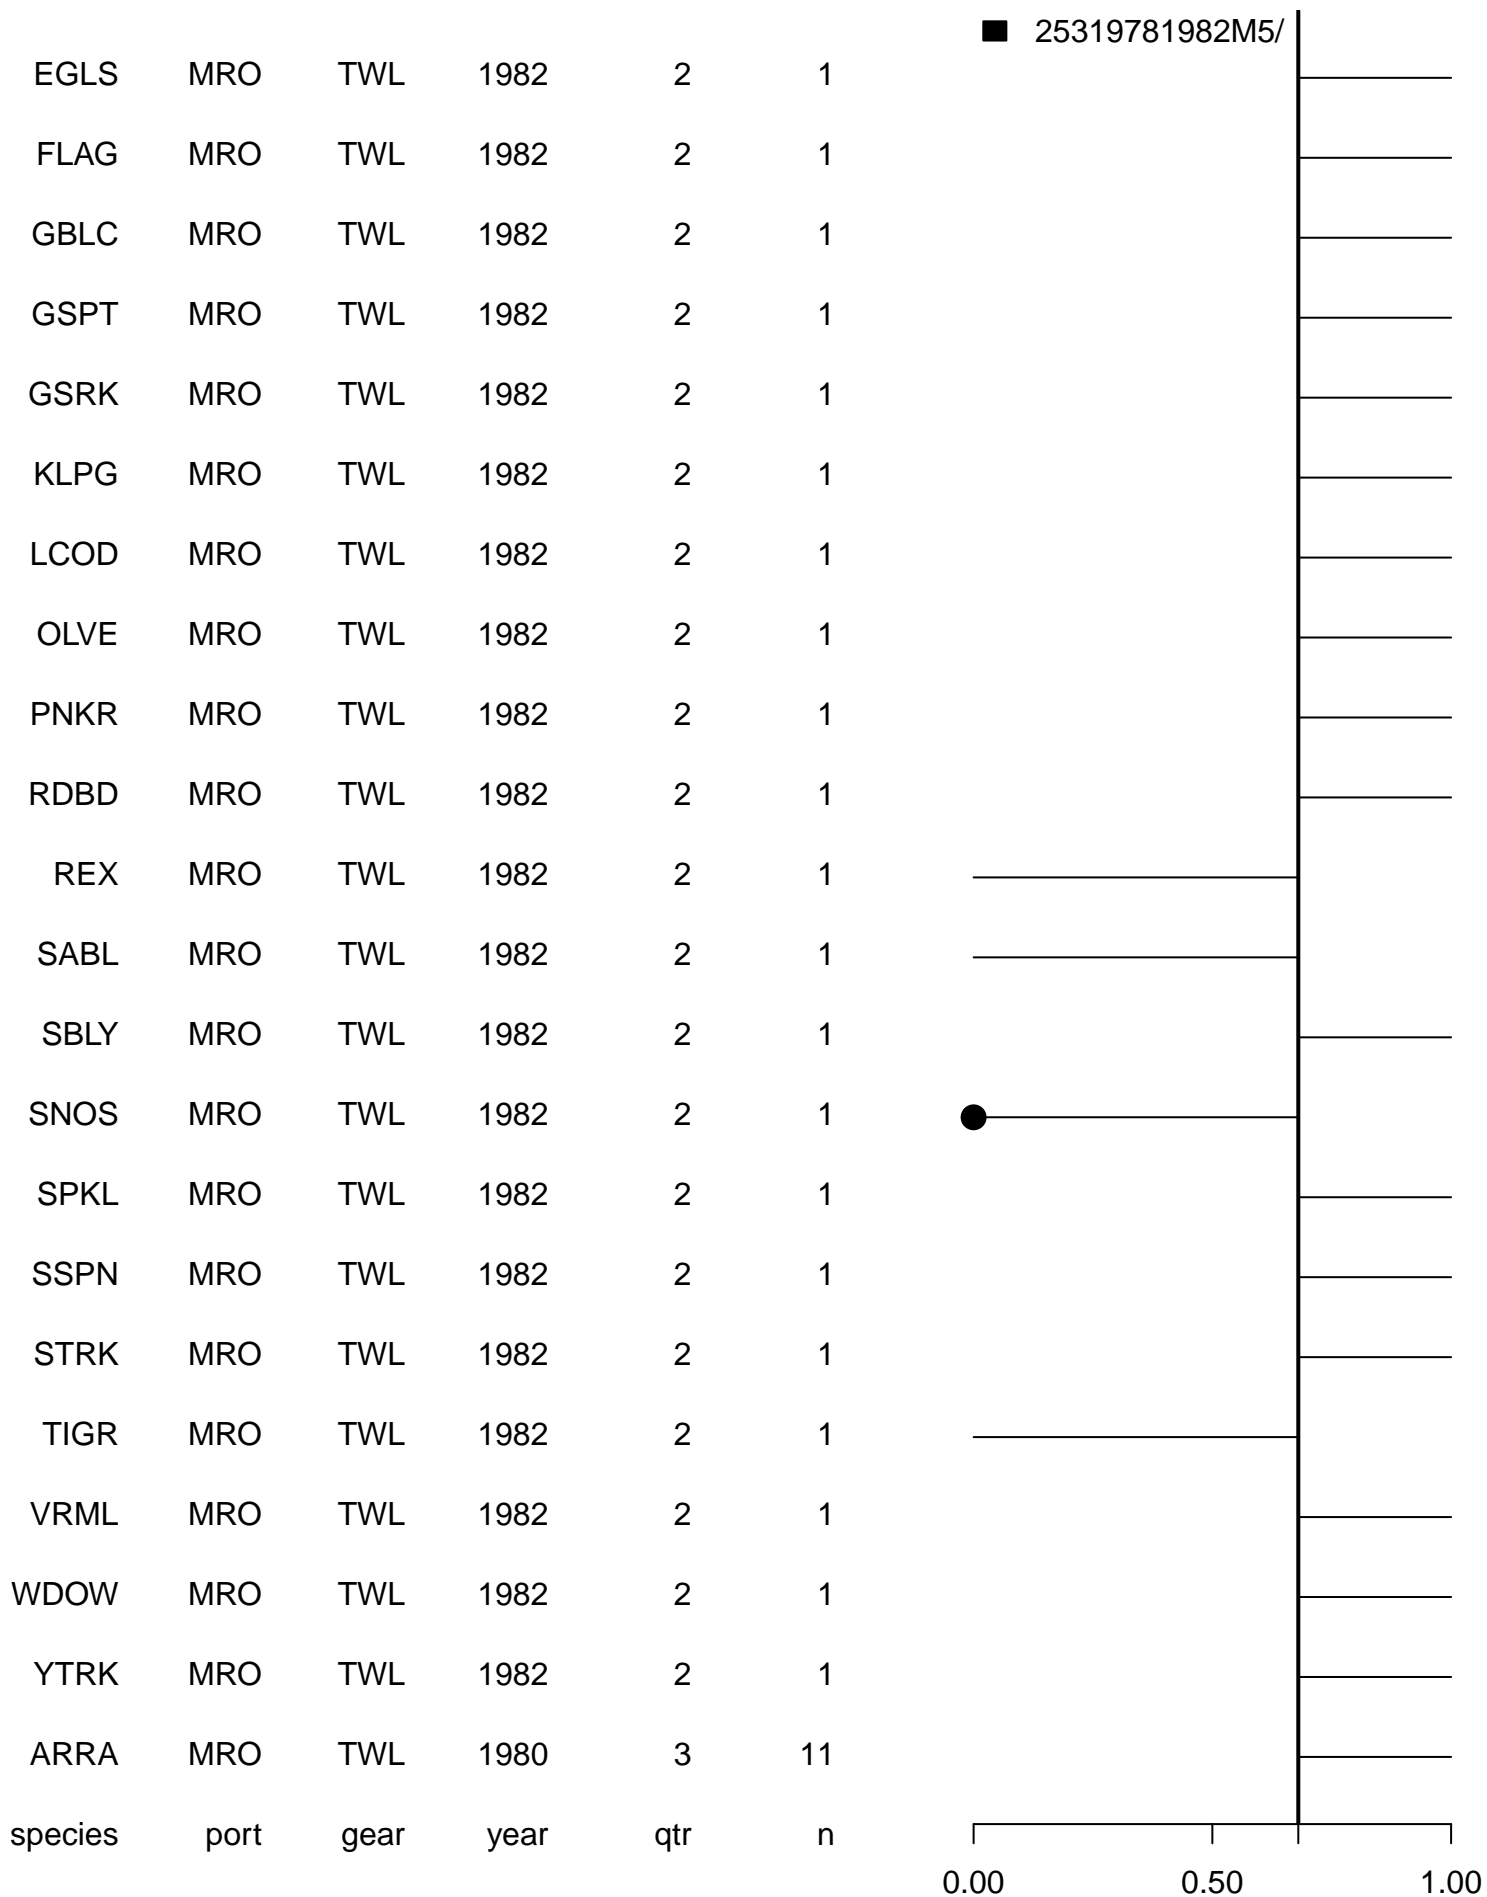 25319781982M5/
EGLS MRO TWL 1982 2 1
FLAG MRO TWL 1982 2 1
GBLC MRO TWL 1982 2 1
GSPT MRO TWL 1982 2 1
GSRK MRO TWL 1982 2 1
KLPG MRO TWL 1982 2 1
LCOD MRO TWL 1982 2 1
OLVE MRO TWL 1982 2 1
PNKR MRO TWL 1982 2 1
RDBD MRO TWL 1982 2 1
REX MRO TWL 1982 2 1
SABL MRO TWL 1982 2 1
SBLY MRO TWL 1982 2 1
SNOS MRO TWL 1982 2 1
SPKL MRO TWL 1982 2 1
SSPN MRO TWL 1982 2 1
STRK MRO TWL 1982 2 1
TIGR MRO TWL 1982 2 1
VRML MRO TWL 1982 2 1
WDOW MRO TWL 1982 2 1
YTRK MRO TWL 1982 2 1
ARRA MRO TWL 1980 3 11
species port gear year qtr n
0.00 0.50 1.00